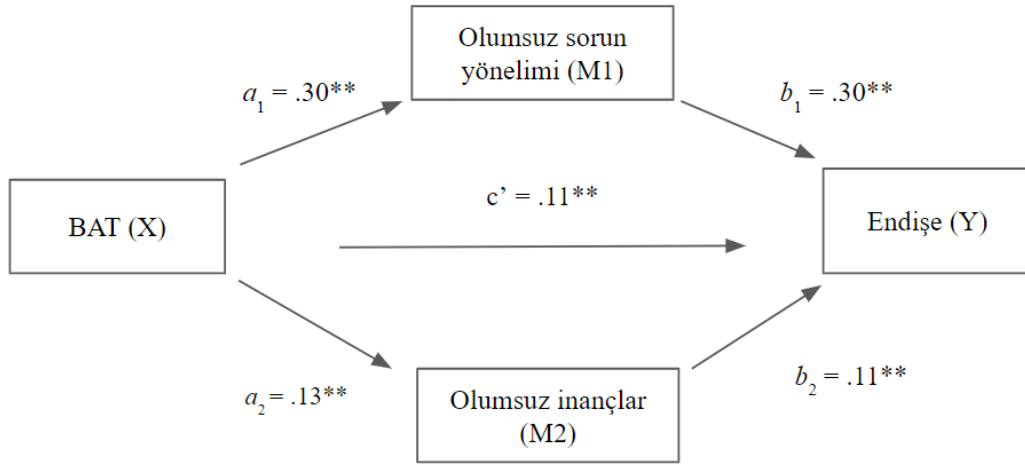 Olumsuz sorun
yönelimi (M1)
a1 = .30**
b1 = .30**
c’ = .11**
BAT (X)
Endişe (Y)
a2 = .13**
b2 = .11**
Olumsuz inançlar
(M2)